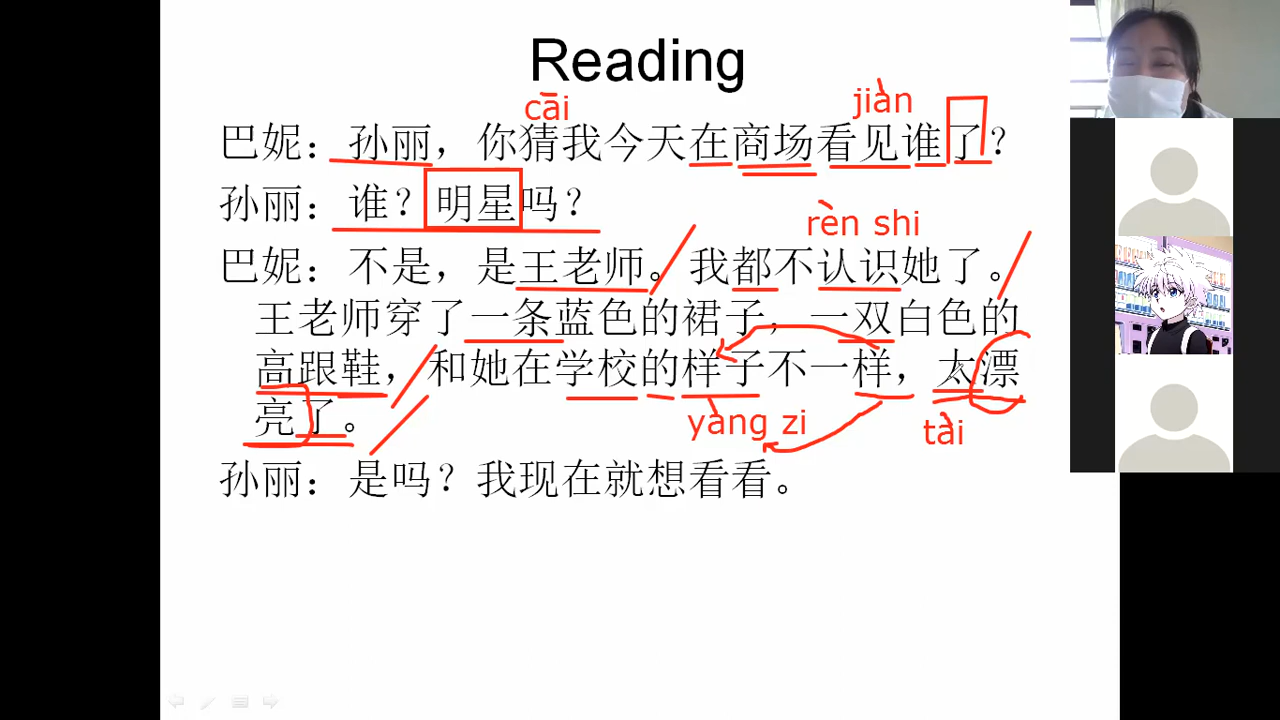 Reading
cāi
jiàn
巴妮：孙丽，你猜我今天在商场看见谁了？
孙丽：谁？明星吗？
rèn shi
巴妮：不是，是王老师。我都不认识她了。
王老师穿了一条蓝色的裙子，一双白色的
高跟鞋，和她在学校的样子不一样，太漂
亮了。
yàng zi
tài
孙丽：是吗？我现在就想看看。